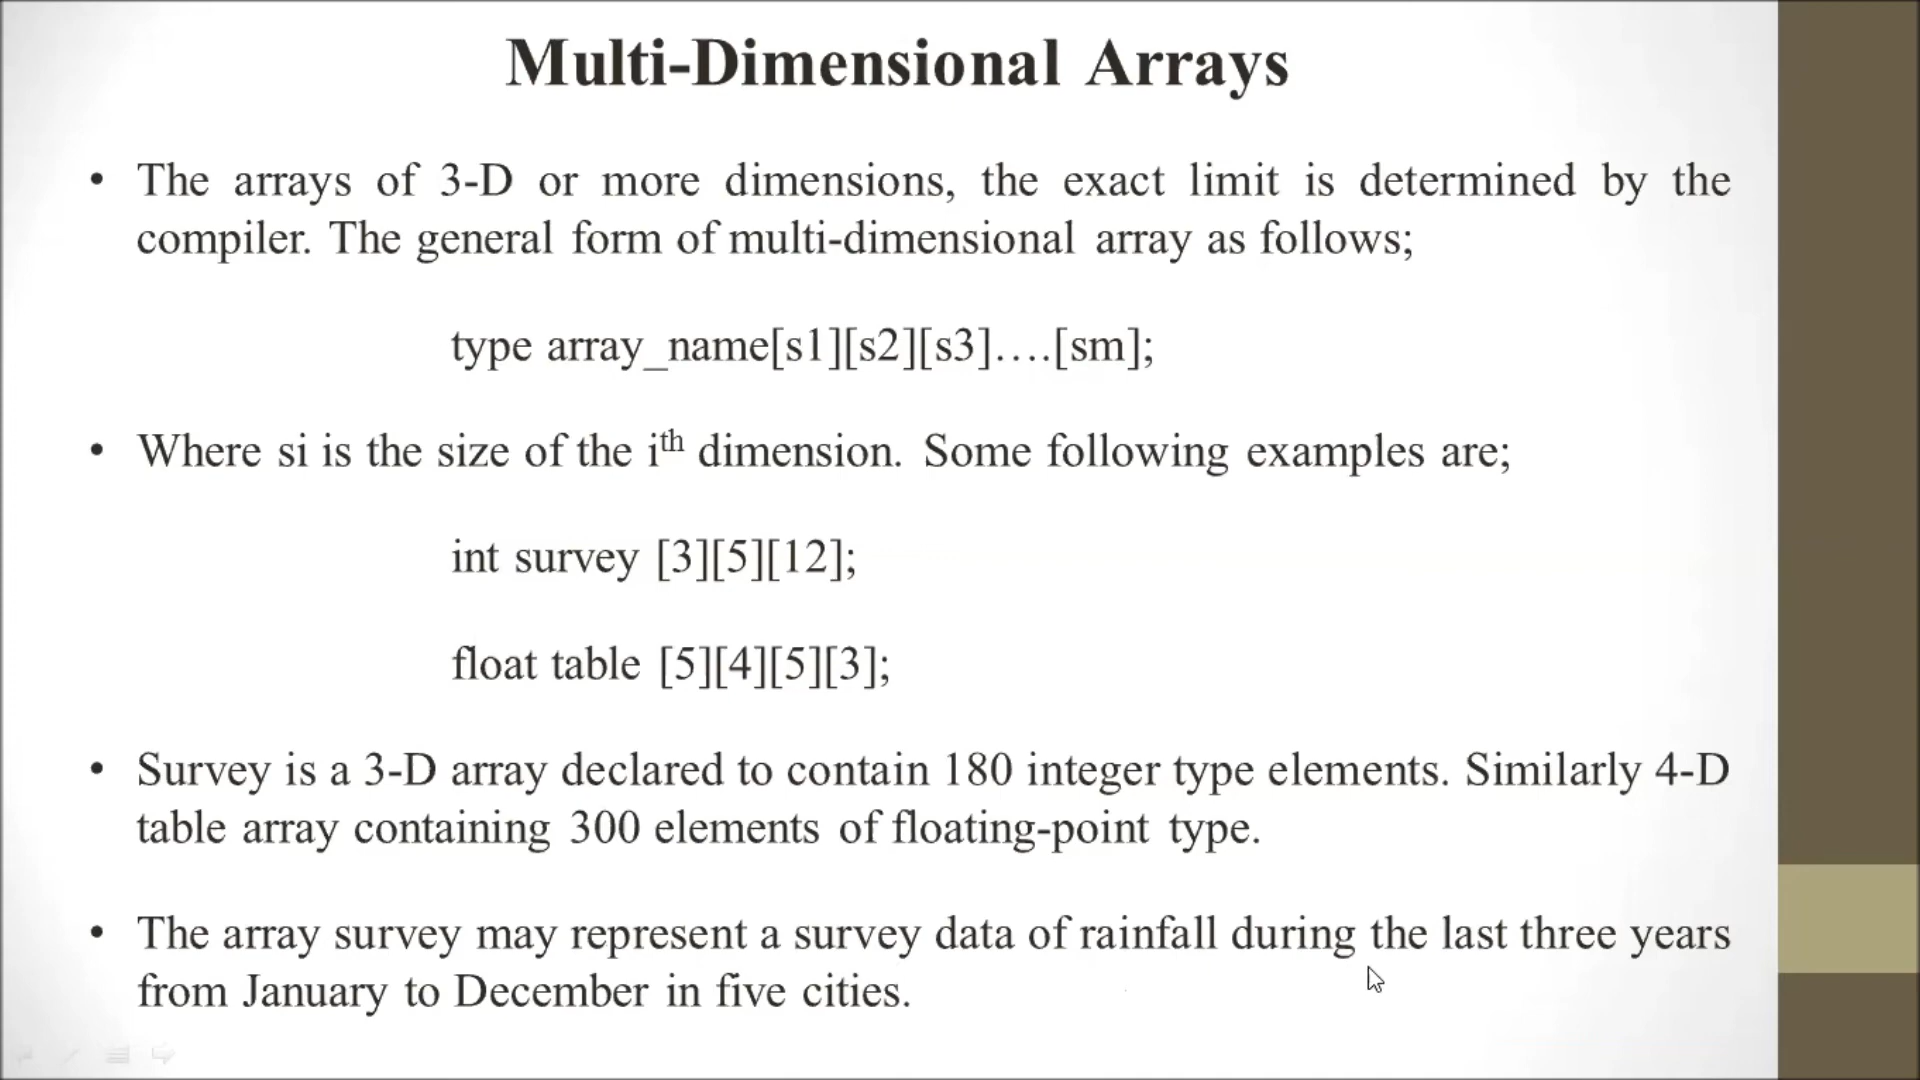 Multi-Dimensional Arrays
• The arrays of 3-D or more dimensions, the exact limit is determined by the
compiler. The general form of multi-dimensional array as follows;
type array_name[s1][s2][s3]....[sm];
• Where si is the size of the iᵗʰ dimension. Some following examples are;
int survey [3][5][12];
float table [5][4][5][3];
• Survey is a 3-D array declared to contain 180 integer type elements. Similarly 4-D
table array containing 300 elements of floating-point type.
• The array survey may represent a survey data of rainfall during the last three years
from January to December in five cities.